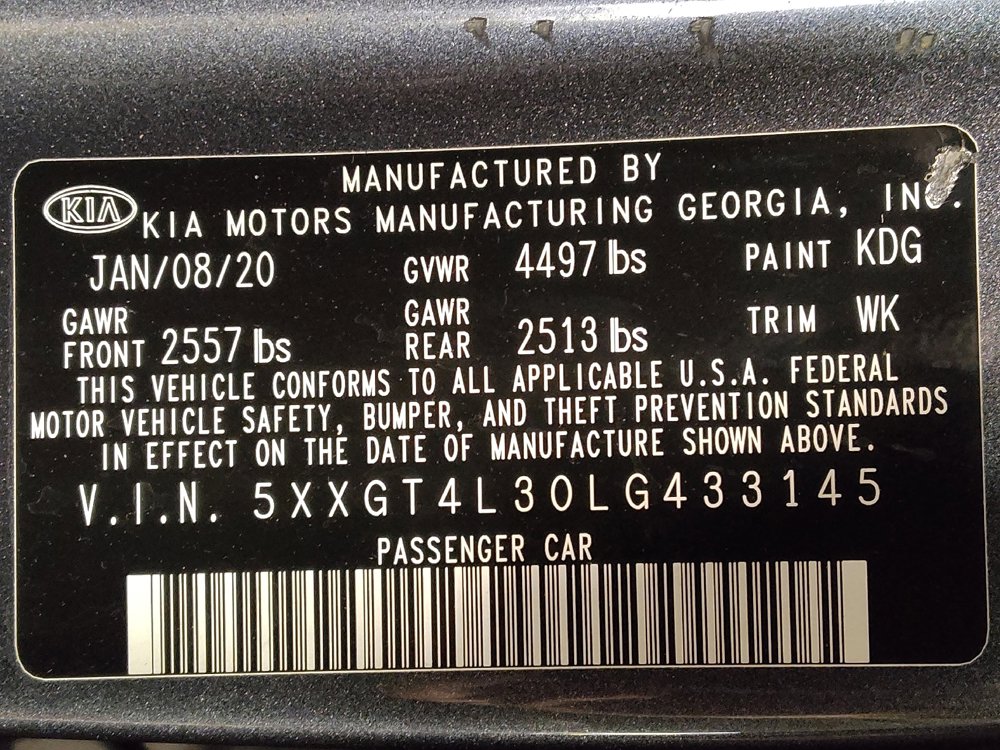 MANUFACTURED BY
KIA KIA MOTORS MANUFACTURING GEORGIA, INC.
JAN/08/20 GVWR 4497 lbs PAINT KDG
GAWR FRONT 2557 lbs GAWR REAR 2513 lbs TRIM WK
THIS VEHICLE CONFORMS TO ALL APPLICABLE U.S.A. FEDERAL
MOTOR VEHICLE SAFETY, BUMPER, AND THEFT PREVENTION STANDARDS
IN EFFECT ON THE DATE OF MANUFACTURE SHOWN ABOVE.
V.I.N. 5XXGT4L30LG433145
PASSENGER CAR